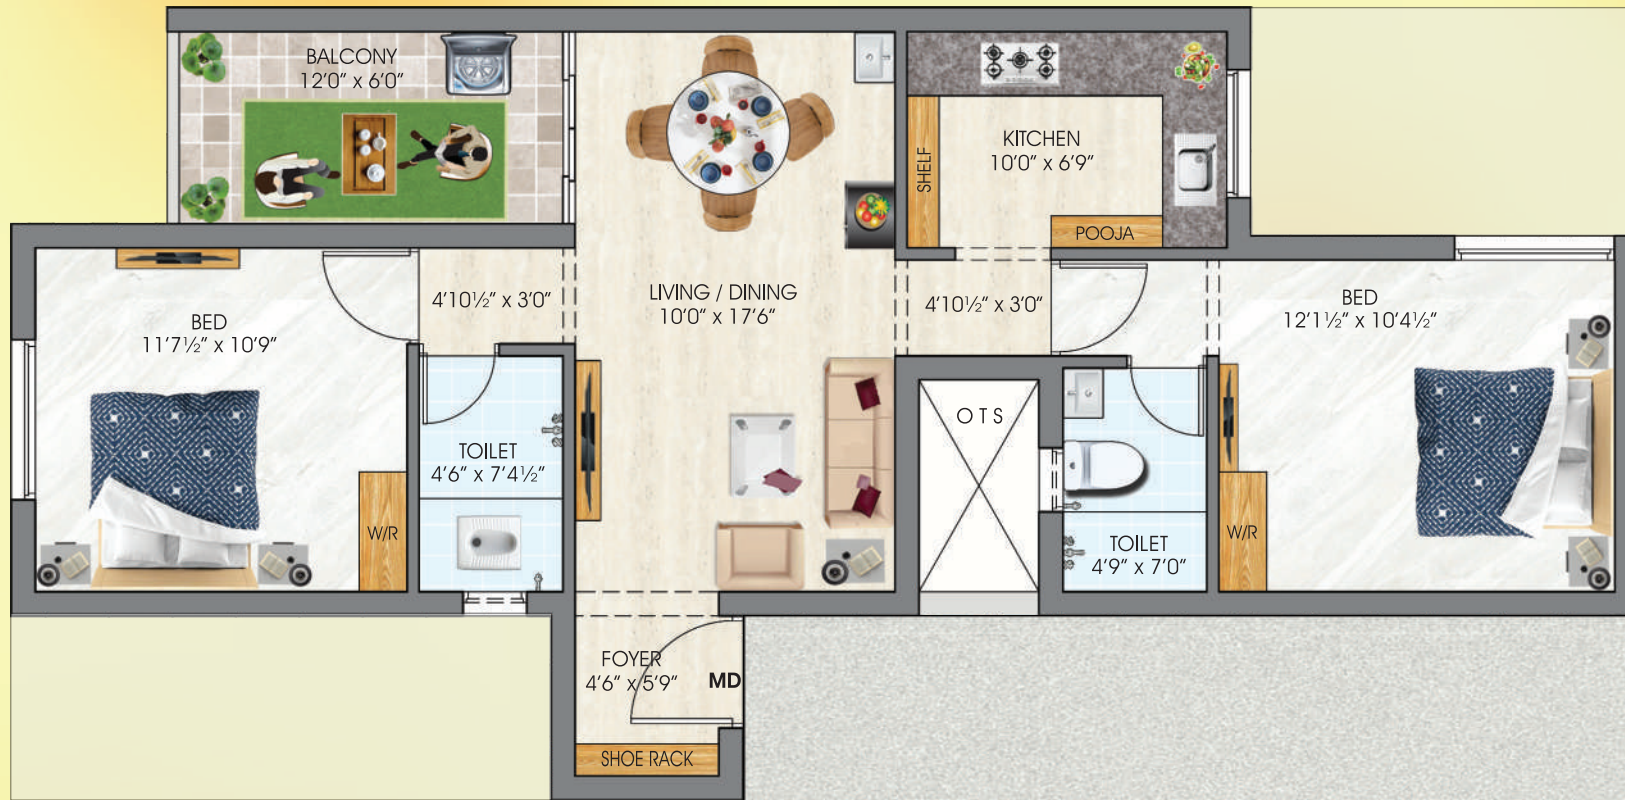 BALCONY
12'0" x 6'0"
KITCHEN
10'0" x 6'9"
SHELF
POOJA
4'10½" x 3'0"
LIVING / DINING
10'0" x 17'6"
4'10½" x 3'0"
BED
12'1½" x 10'4½"
BED
11'7½" x 10'9"
OTS
TOILET
4'6" x 7'4½"
W/R
W/R
TOILET
4'9" x 7'0"
FOYER
4'6" x 5'9"
MD
SHOE RACK